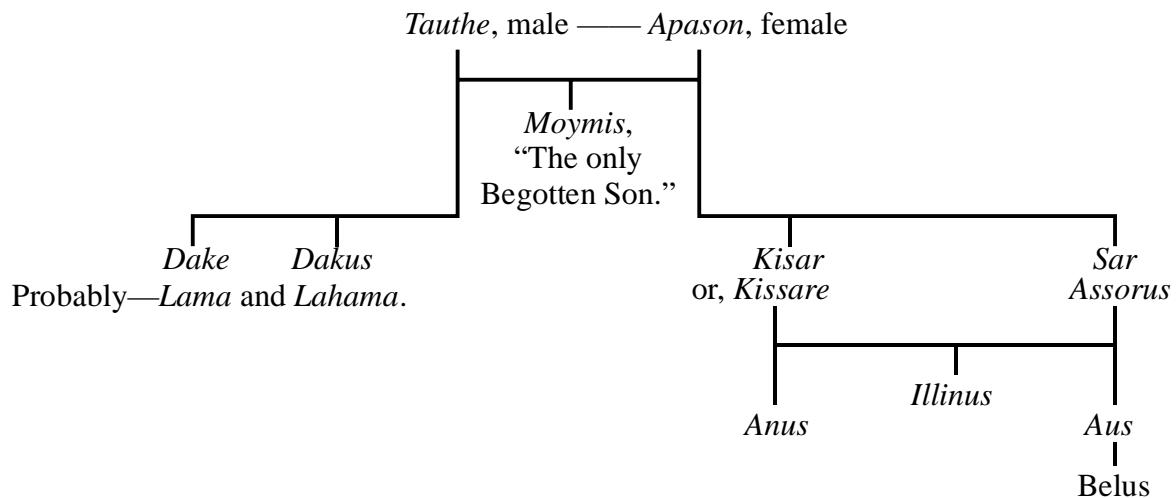 Tauthe, male —— Apason, female
Moymis,
“The only
Begotten Son.”
Dake Dakus
Probably—Lama and Lahama.
Kisar
or, Kissare
Sar
Assorus
Illinus
Anus
Aus
Belus